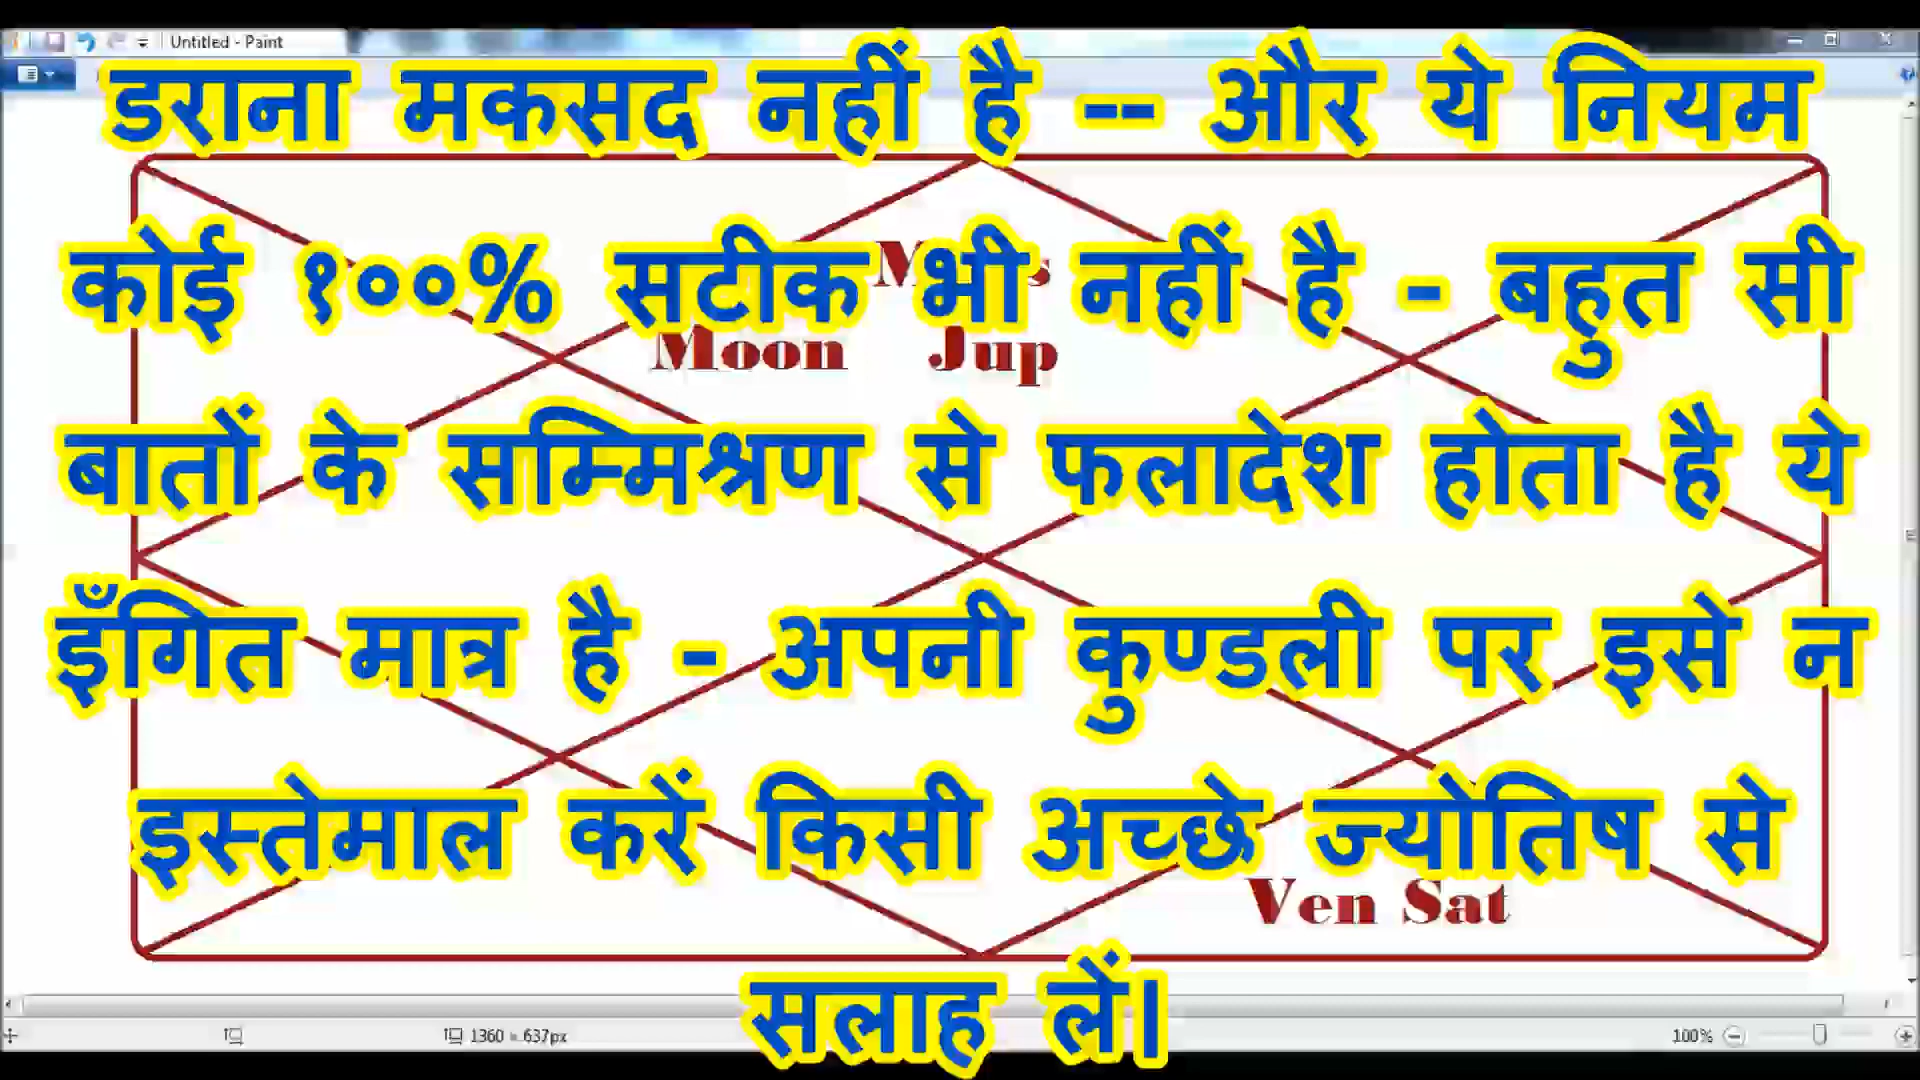 Untitled - Paint
डराना मकसद नहीं है -- और ये नियम
कोई १००% सटीक भी नहीं है - बहुत सी
Moon Jup
बातों के सम्मिश्रण से फलादेश होता है ये
इँगित मात्र है - अपनी कुण्डली पर इसे न
इस्तेमाल करें किसी अच्छे ज्योतिष से
Ven Sat
सलाह लें।
1360 × 637px
100%